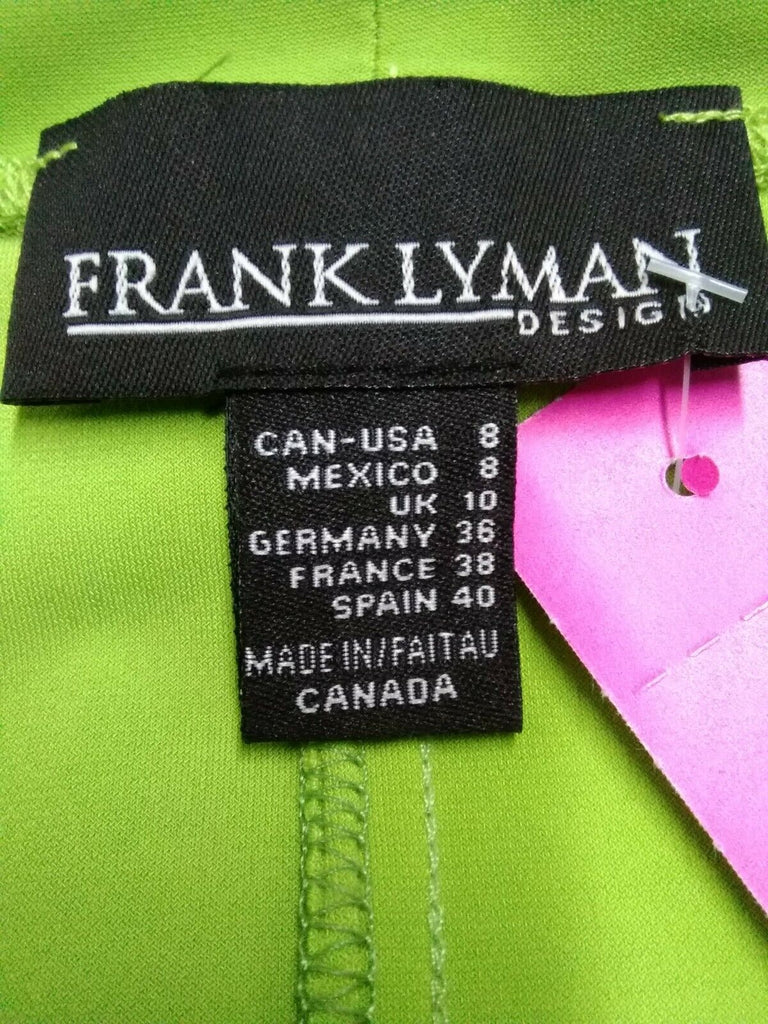 FRANK LYMAN
DESIGN
CAN-USA 8
MEXICO 8
UK 10
GERMANY 36
FRANCE 38
SPAIN 40
MADE IN/FAIT AU
CANADA